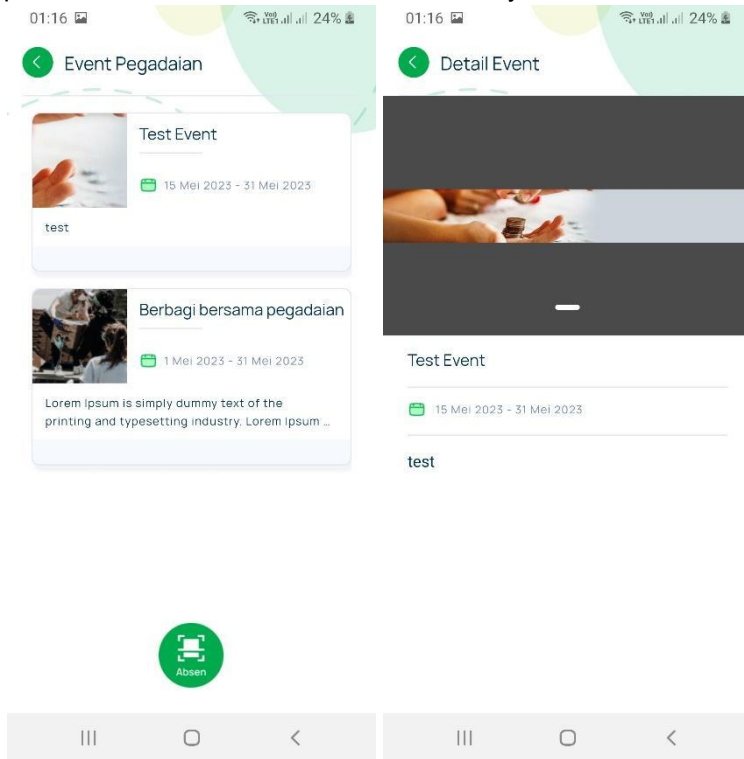 01:16 24%
Event Pegadaian
Test Event
15 Mei 2023 - 31 Mei 2023
test
Berbagi bersama pegadaian
1 Mei 2023 - 31 Mei 2023
Lorem Ipsum is simply dummy text of the
printing and typesetting industry. Lorem Ipsum ...
Absen
01:16 24%
Detail Event
Test Event
15 Mei 2023 - 31 Mei 2023
test